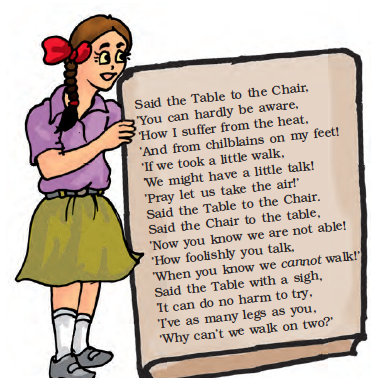 Said the Table to the Chair,
'You can hardly be aware,
'How I suffer from the heat,
'And from chilblains on my feet!
'If we took a little walk,
'We might have a little talk!
'Pray let us take the air!'
Said the Table to the Chair.
Said the Chair to the table,
'Now you know we are not able!
'How foolishly you talk,
'When you know we cannot walk!'
Said the Table with a sigh,
'It can do no harm to try,
'I've as many legs as you,
'Why can't we walk on two?'